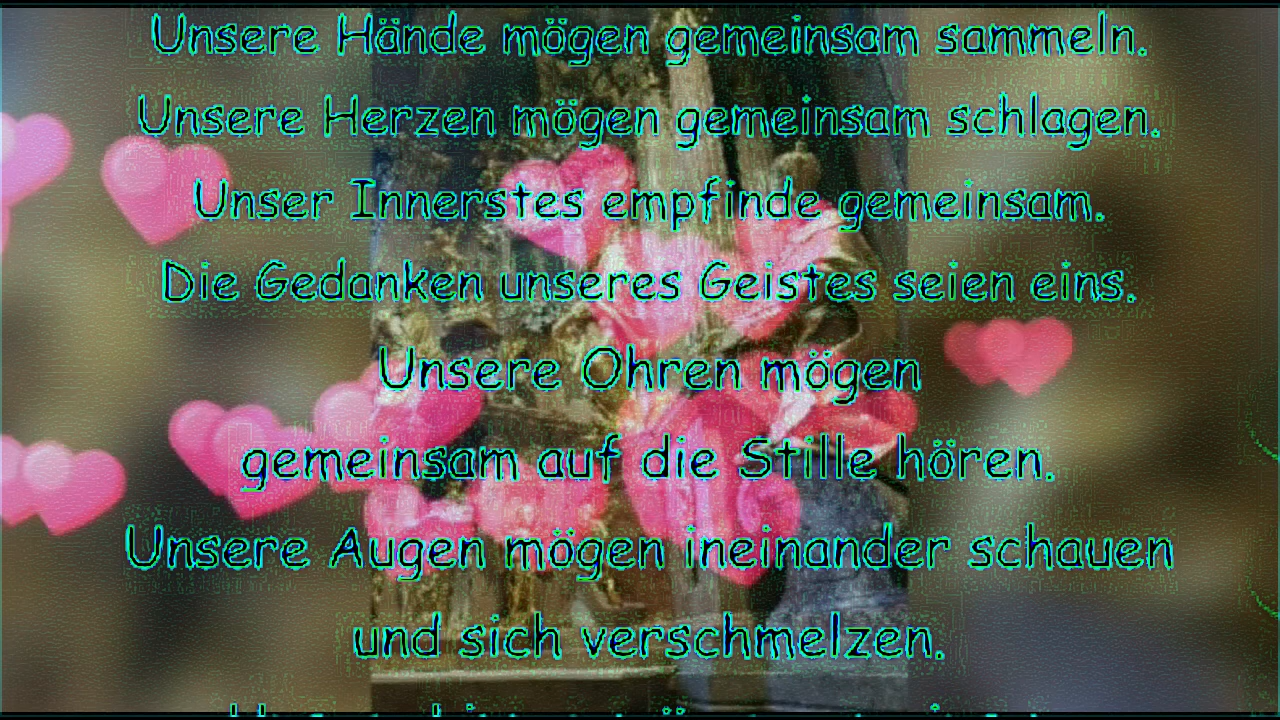 Unsere Hände mögen gemeinsam sammeln.
Unsere Herzen mögen gemeinsam schlagen.
Unser Innerstes empfinde gemeinsam.
Die Gedanken unseres Geistes seien eins.
Unsere Ohren mögen
gemeinsam auf die Stille hören.
Unsere Augen mögen ineinander schauen
und sich verschmelzen.